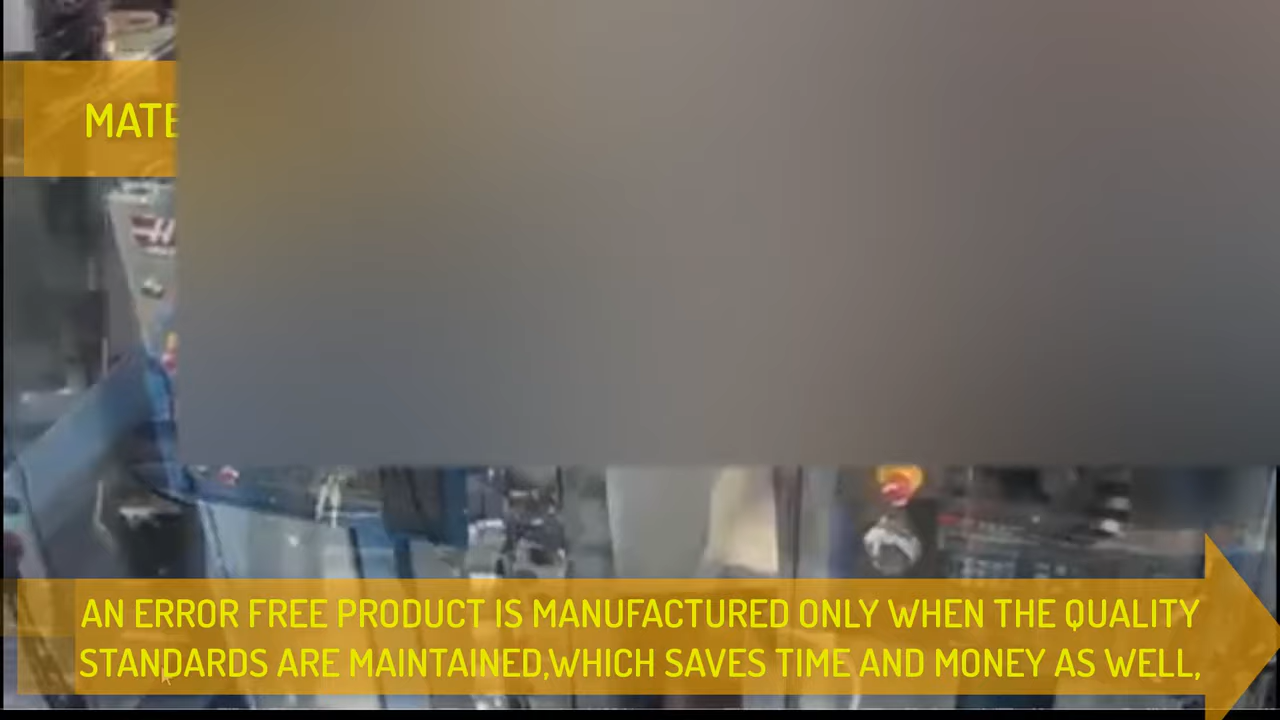 AN ERROR FREE PRODUCT IS MANUFACTURED ONLY WHEN THE QUALITY
STANDARDS ARE MAINTAINED,WHICH SAVES TIME AND MONEY AS WELL,